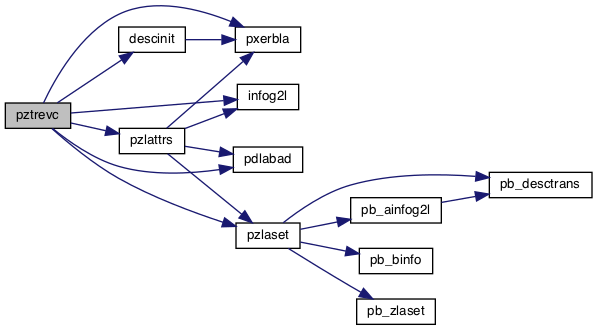 descinit
pxerbla
infog2l
pztrevc
pzlattrs
pdlabad
pb_desctrans
pb_ainfog2l
pzlaset
pb_binfo
pb_zlaset